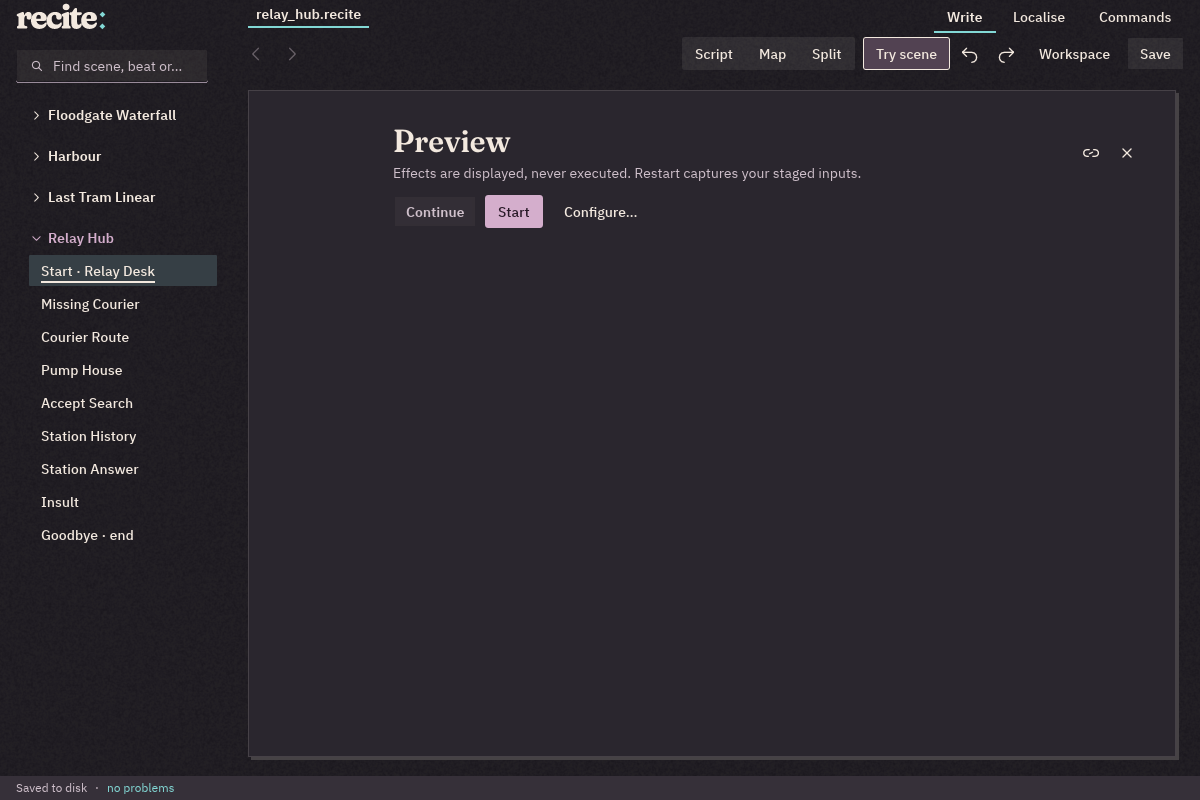 recite:
relay_hub.recite
Write Localise Commands
Find scene, beat or...
Script Map Split Try scene Workspace Save
Floodgate Waterfall
Harbour
Last Tram Linear
Relay Hub
Start · Relay Desk
Missing Courier
Courier Route
Pump House
Accept Search
Station History
Station Answer
Insult
Goodbye · end
Preview
Effects are displayed, never executed. Restart captures your staged inputs.
Continue Start Configure...
Saved to disk · no problems